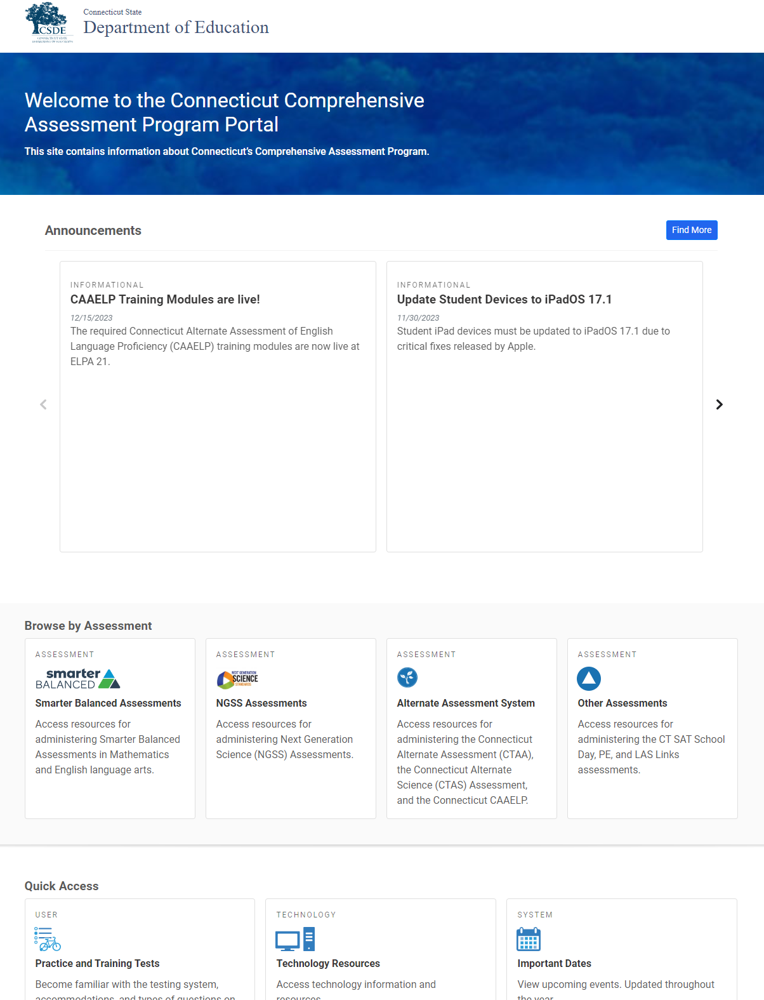 CSDE
CONNECTICUT STATE
DEPARTMENT OF EDUCATION
Connecticut State
Department of Education
Welcome to the Connecticut Comprehensive
Assessment Program Portal
This site contains information about Connecticut’s Comprehensive Assessment Program.
Announcements
Find More
INFORMATIONAL
CAAELP Training Modules are live!
12/15/2023
The required Connecticut Alternate Assessment of English
Language Proficiency (CAAELP) training modules are now live at
ELPA 21.
INFORMATIONAL
Update Student Devices to iPadOS 17.1
11/30/2023
Student iPad devices must be updated to iPadOS 17.1 due to
critical fixes released by Apple.
Browse by Assessment
ASSESSMENT
smarter
BALANCED
Smarter Balanced Assessments
Access resources for
administering Smarter Balanced
Assessments in Mathematics
and English language arts.
ASSESSMENT
NEXT GENERATION
SCIENCE
STANDARDS
NGSS Assessments
Access resources for
administering Next Generation
Science (NGSS) Assessments.
ASSESSMENT
Alternate Assessment System
Access resources for
administering the Connecticut
Alternate Assessment (CTAA),
the Connecticut Alternate
Science (CTAS) Assessment,
and the Connecticut CAAELP.
ASSESSMENT
Other Assessments
Access resources for
administering the CT SAT School
Day, PE, and LAS Links
assessments.
Quick Access
USER
Practice and Training Tests
Become familiar with the testing system,
accommodations, and types of questions on
TECHNOLOGY
Technology Resources
Access technology information and
resources
SYSTEM
Important Dates
View upcoming events. Updated throughout
the year